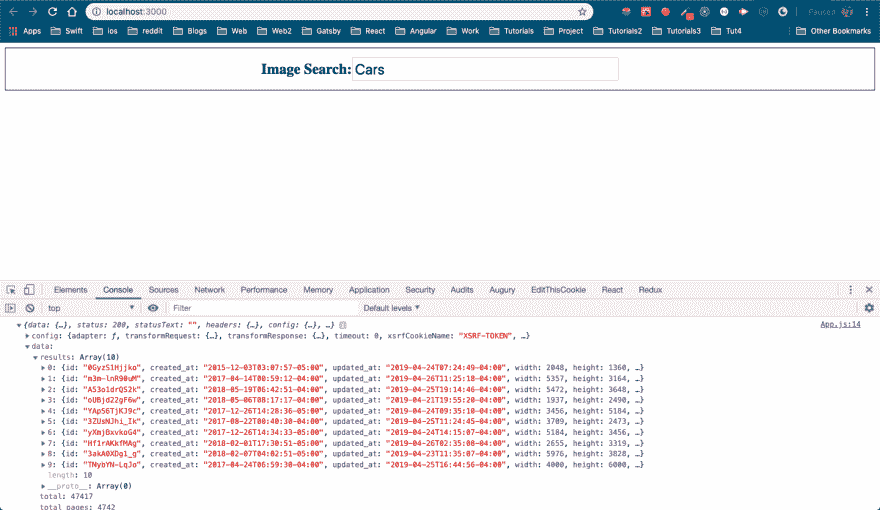 localhost:3000
Paused
Apps Swift ios reddit Blogs Web Web2 Gatsby React Angular Work Tutorials Project Tutorials2 Tutorials3 Tut4 Other Bookmarks
Image Search: Cars
Elements Console Sources Network Performance Memory Application Security Audits Augury EditThisCookie React Redux
top Filter Default levels
{data: {…}, status: 200, statusText: "", headers: {…}, config: {…}, …} App.js:14
config: {adapter: ƒ, transformRequest: {…}, transformResponse: {…}, timeout: 0, xsrfCookieName: "XSRF-TOKEN", …}
data:
results: Array(10)
0: {id: "0GyzS1Hjjko", created_at: "2015-12-03T03:07:57-05:00", updated_at: "2019-04-24T07:24:49-04:00", width: 2048, height: 1360, …}
1: {id: "m3m-lnR90uM", created_at: "2017-04-14T00:59:12-04:00", updated_at: "2019-04-26T11:25:18-04:00", width: 5357, height: 3164, …}
2: {id: "A53o1drQS2k", created_at: "2018-05-19T06:42:51-04:00", updated_at: "2019-04-25T19:14:46-04:00", width: 5472, height: 3648, …}
3: {id: "oUBjd22gF6w", created_at: "2018-05-06T08:17:17-04:00", updated_at: "2019-04-21T19:55:20-04:00", width: 1937, height: 2490, …}
4: {id: "YApS6TjKJ9c", created_at: "2017-12-26T14:28:36-05:00", updated_at: "2019-04-24T09:35:10-04:00", width: 3456, height: 5184, …}
5: {id: "3ZUsNJhi_Ik", created_at: "2017-08-22T00:40:30-04:00", updated_at: "2019-04-25T11:24:45-04:00", width: 3709, height: 2473, …}
6: {id: "yXmjBxvkoG4", created_at: "2017-12-26T14:34:33-05:00", updated_at: "2019-04-24T14:15:07-04:00", width: 5184, height: 3456, …}
7: {id: "Hf1rAKkfMAg", created_at: "2018-02-01T17:30:51-05:00", updated_at: "2019-04-26T02:35:08-04:00", width: 2655, height: 3319, …}
8: {id: "3akA0XDg1_g", created_at: "2018-02-07T04:02:51-05:00", updated_at: "2019-04-23T11:35:07-04:00", width: 5976, height: 3828, …}
9: {id: "TNybYN-LqJo", created_at: "2017-04-24T06:59:30-04:00", updated_at: "2019-04-25T16:44:56-04:00", width: 4000, height: 6000, …}
length: 10
__proto__: Array(0)
total: 47417
total_pages: 4742